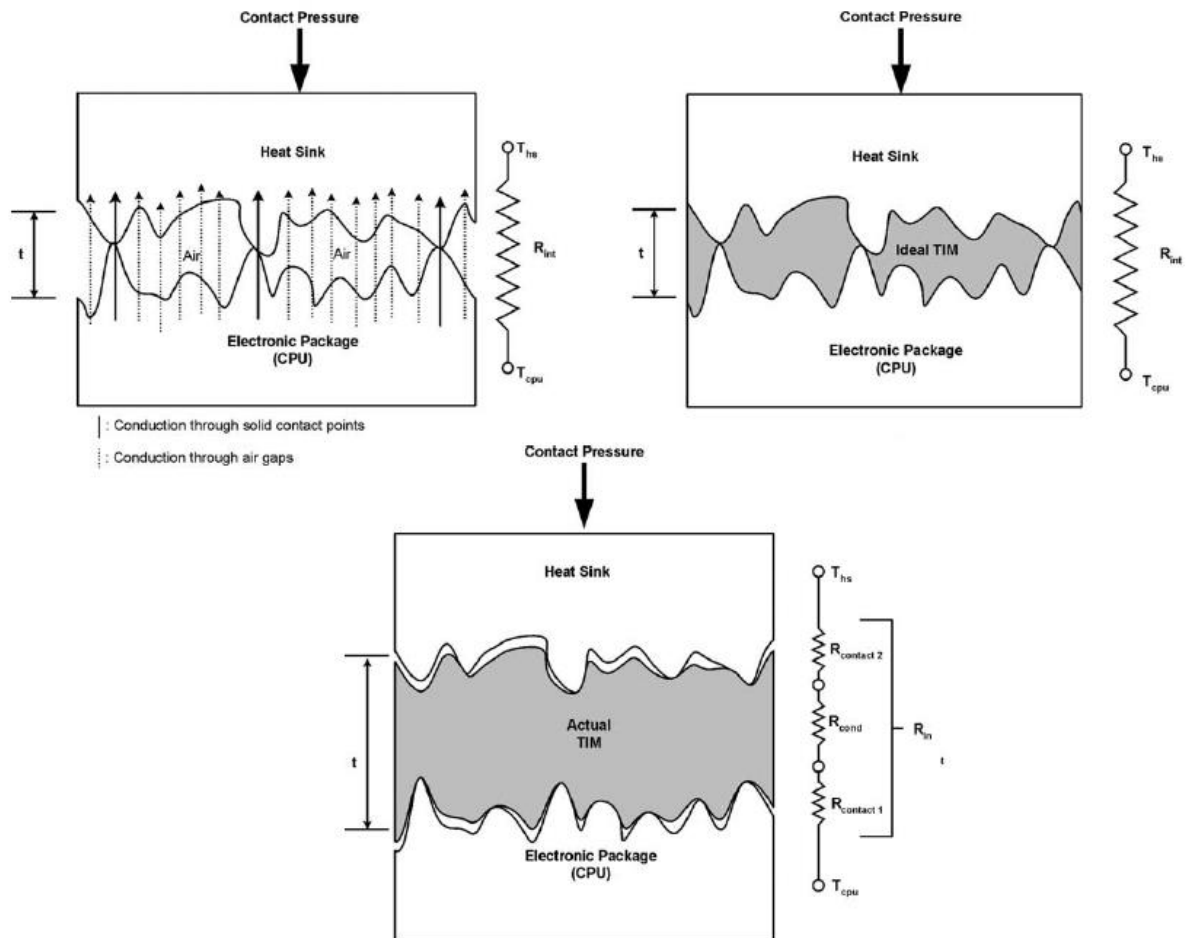 Contact Pressure
Heat Sink
t
Air
Air
Electronic Package
(CPU)
T_hs
R_int
T_cpu
| : Conduction through solid contact points
⋮ : Conduction through air gaps
Contact Pressure
Heat Sink
t
Ideal TIM
Electronic Package
(CPU)
T_hs
R_int
T_cpu
Contact Pressure
Heat Sink
t
Actual
TIM
Electronic Package
(CPU)
T_hs
R_contact 2
R_cond
R_contact 1
R_in
t
T_cpu